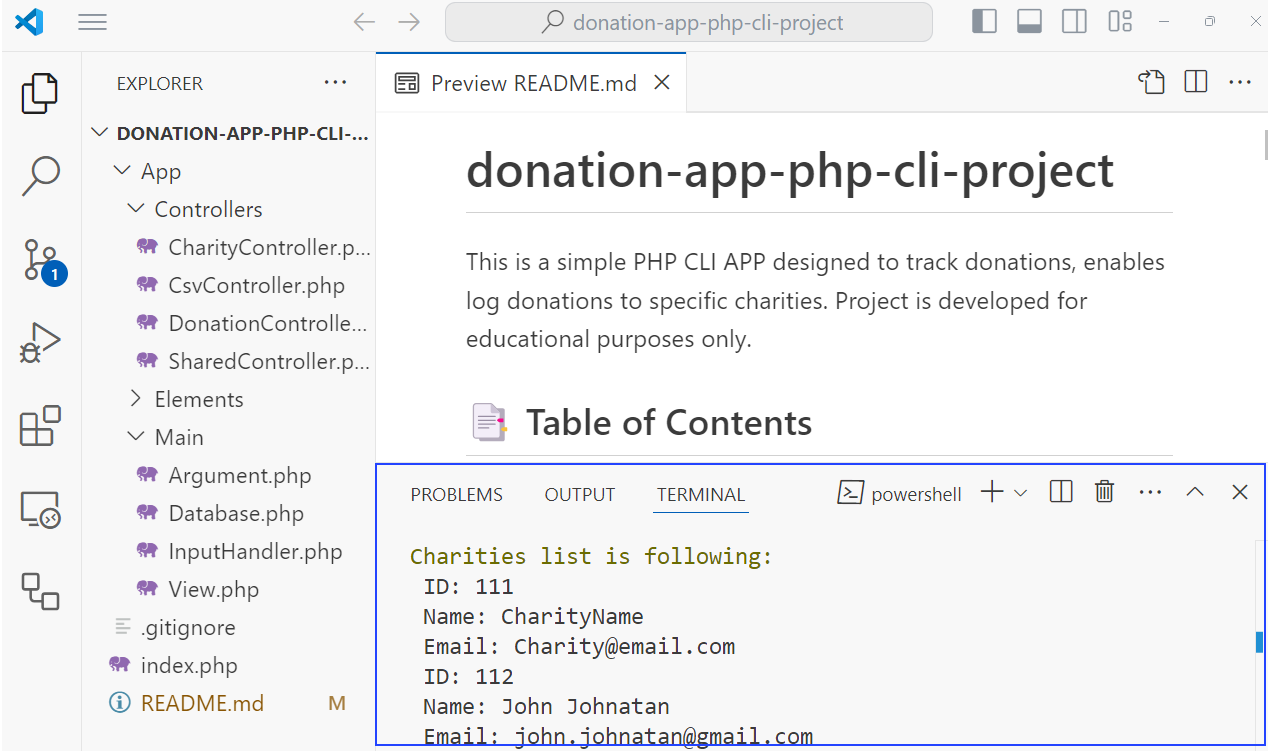 donation-app-php-cli-project
EXPLORER
DONATION-APP-PHP-CLI-...
App
Controllers
CharityController.p...
CsvController.php
DonationControlle...
SharedController.p...
Elements
Main
Argument.php
Database.php
InputHandler.php
View.php
.gitignore
index.php
README.md M
1
Preview README.md
donation-app-php-cli-project
This is a simple PHP CLI APP designed to track donations, enables
log donations to specific charities. Project is developed for
educational purposes only.
Table of Contents
PROBLEMS OUTPUT TERMINAL powershell
Charities list is following:
ID: 111
Name: CharityName
Email: Charity@email.com
ID: 112
Name: John Johnatan
Email: john.johnatan@gmail.com